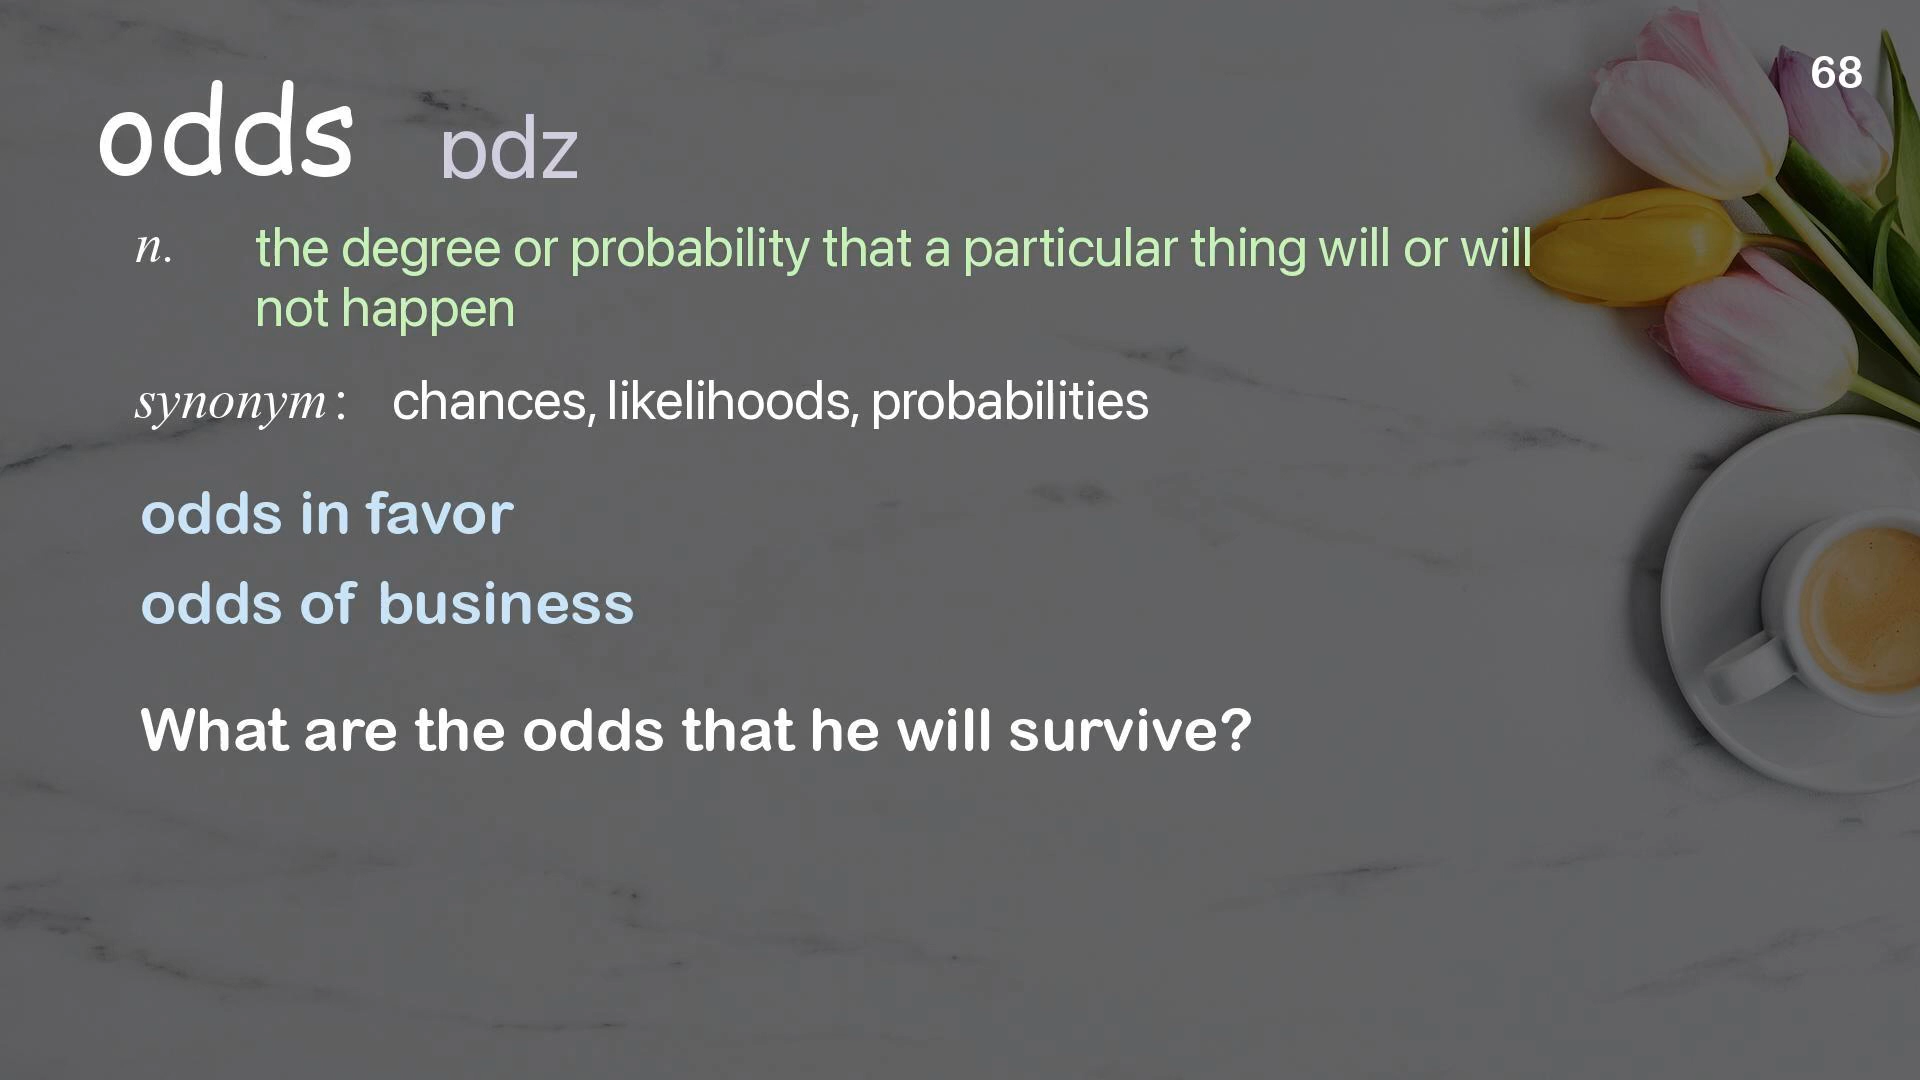 68
odds ɒdz
n. the degree or probability that a particular thing will or will
not happen
synonym : chances, likelihoods, probabilities
odds in favor
odds of business
What are the odds that he will survive?